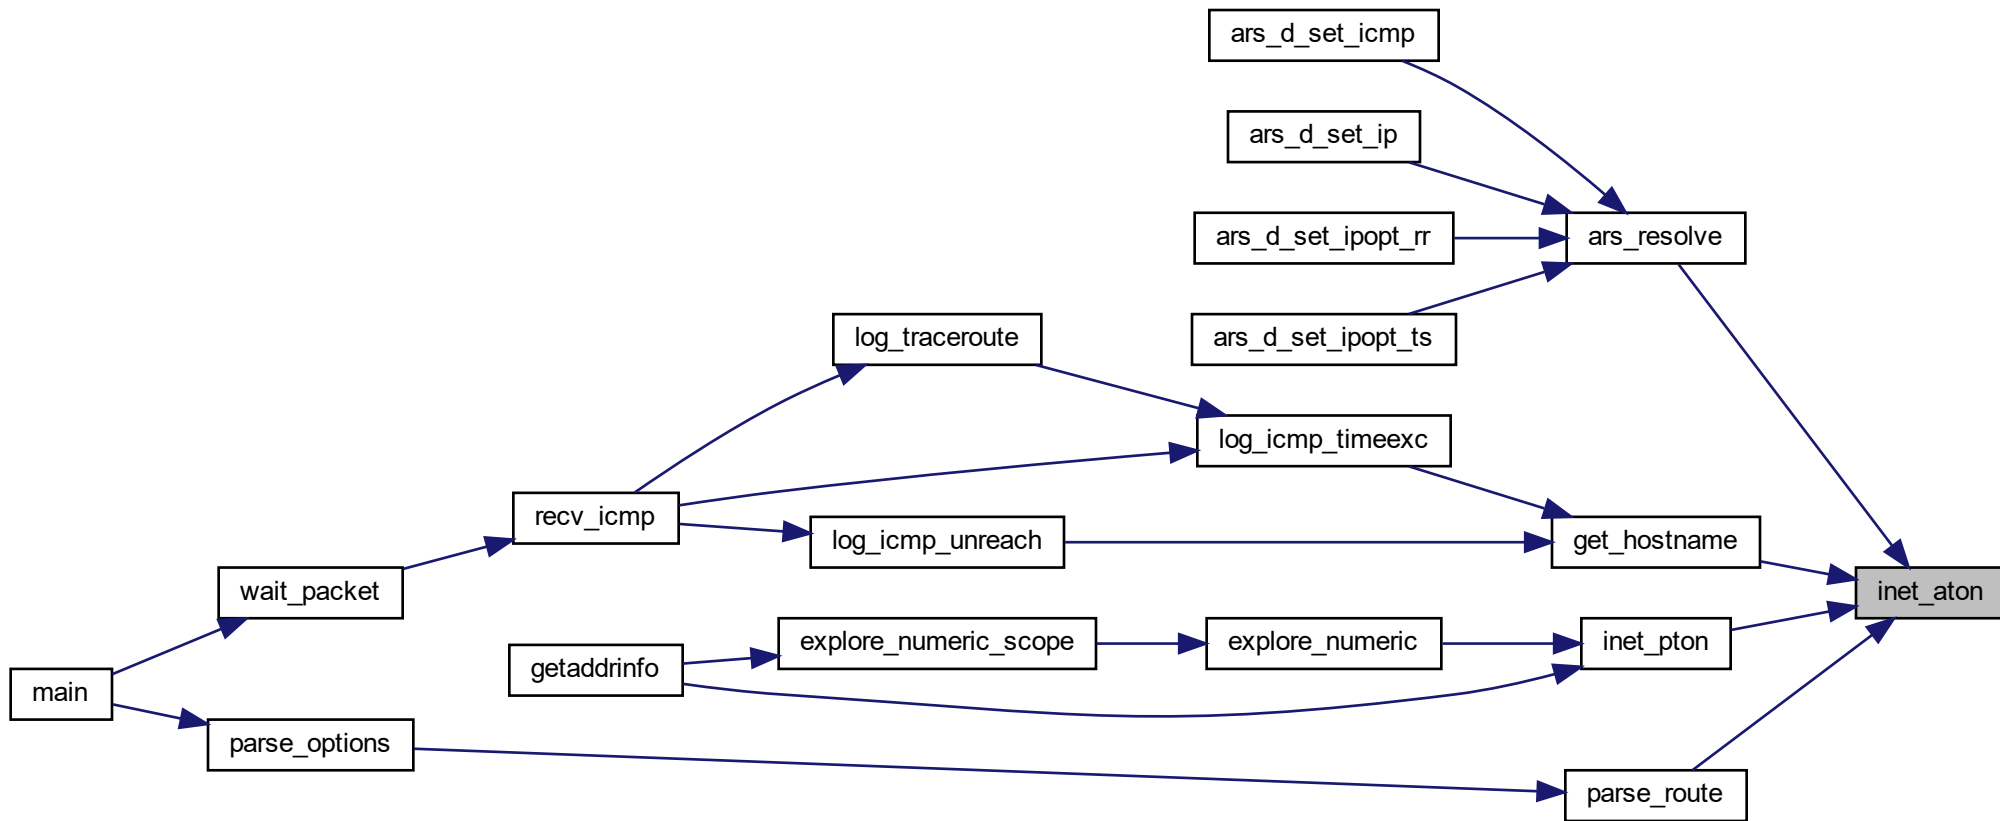 ars_d_set_icmp
ars_d_set_ip
ars_d_set_ipopt_rr
ars_resolve
log_traceroute
ars_d_set_ipopt_ts
log_icmp_timeexc
recv_icmp
log_icmp_unreach
get_hostname
wait_packet
inet_aton
explore_numeric_scope
explore_numeric
inet_pton
getaddrinfo
main
parse_options
parse_route